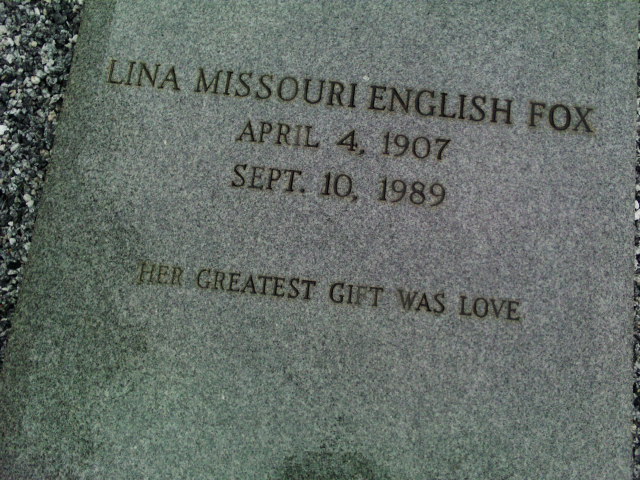 LINA MISSOURI ENGLISH FOX
APRIL 4, 1907
SEPT. 10, 1989
HER GREATEST GIFT WAS LOVE